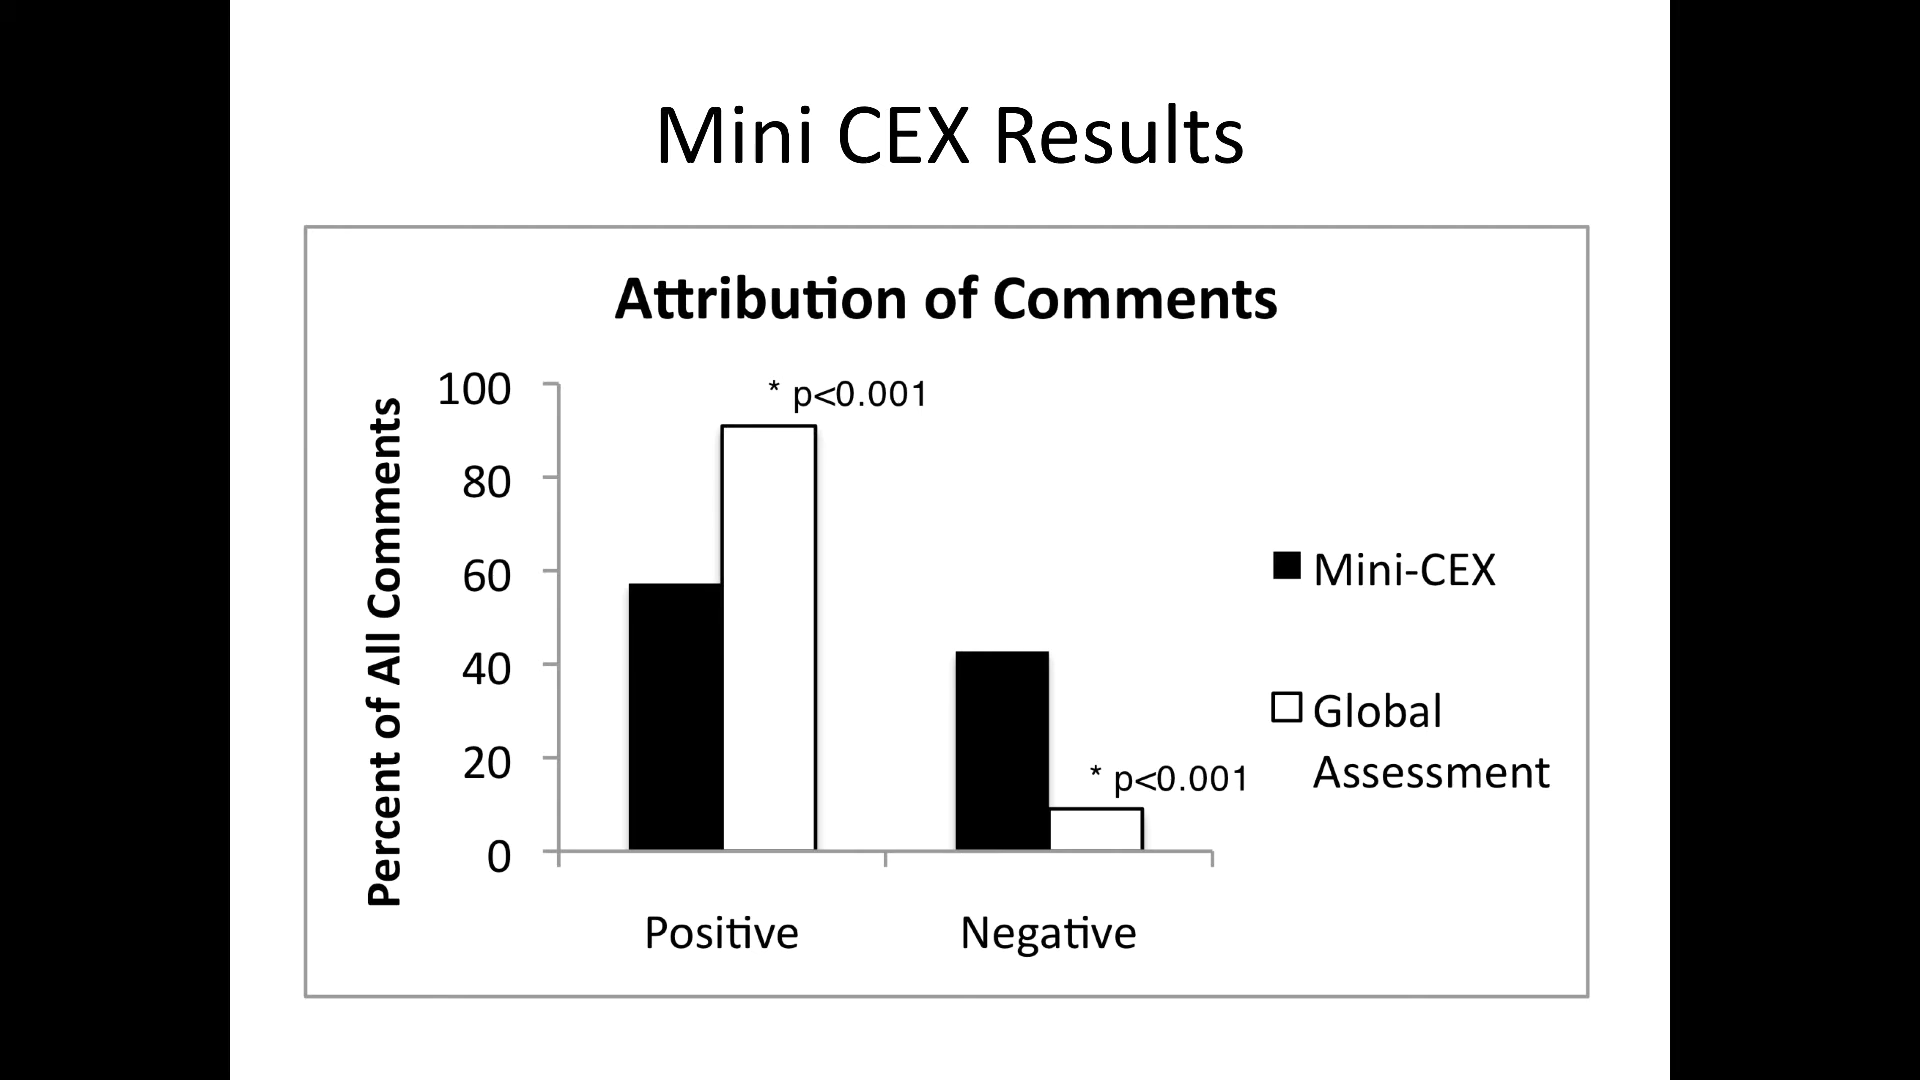 Mini CEX Results
Attribution of Comments
Percent of All Comments
100
80
60
40
20
0
* p<0.001
* p<0.001
Positive
Negative
Mini-CEX
Global
Assessment